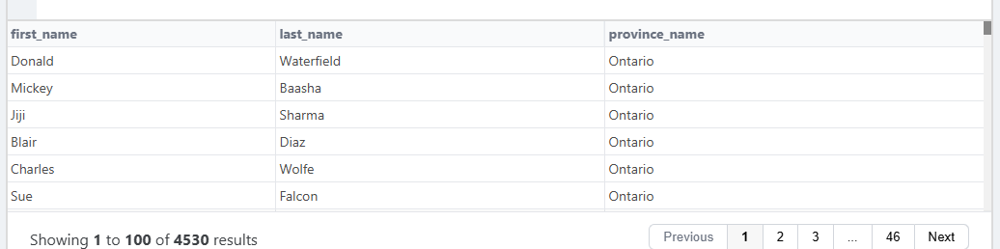 first_name last_name province_name
Donald Waterfield Ontario
Mickey Baasha Ontario
Jiji Sharma Ontario
Blair Diaz Ontario
Charles Wolfe Ontario
Sue Falcon Ontario
Showing 1 to 100 of 4530 results Previous 1 2 3 ... 46 Next